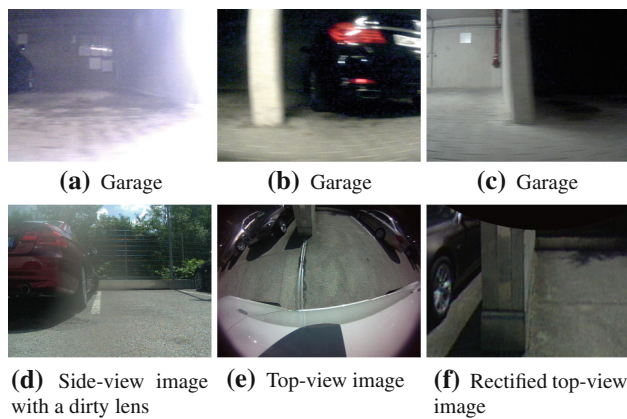 (a) Garage
(b) Garage
(c) Garage
(d) Side-view image
with a dirty lens
(e) Top-view image
(f) Rectified top-view
image